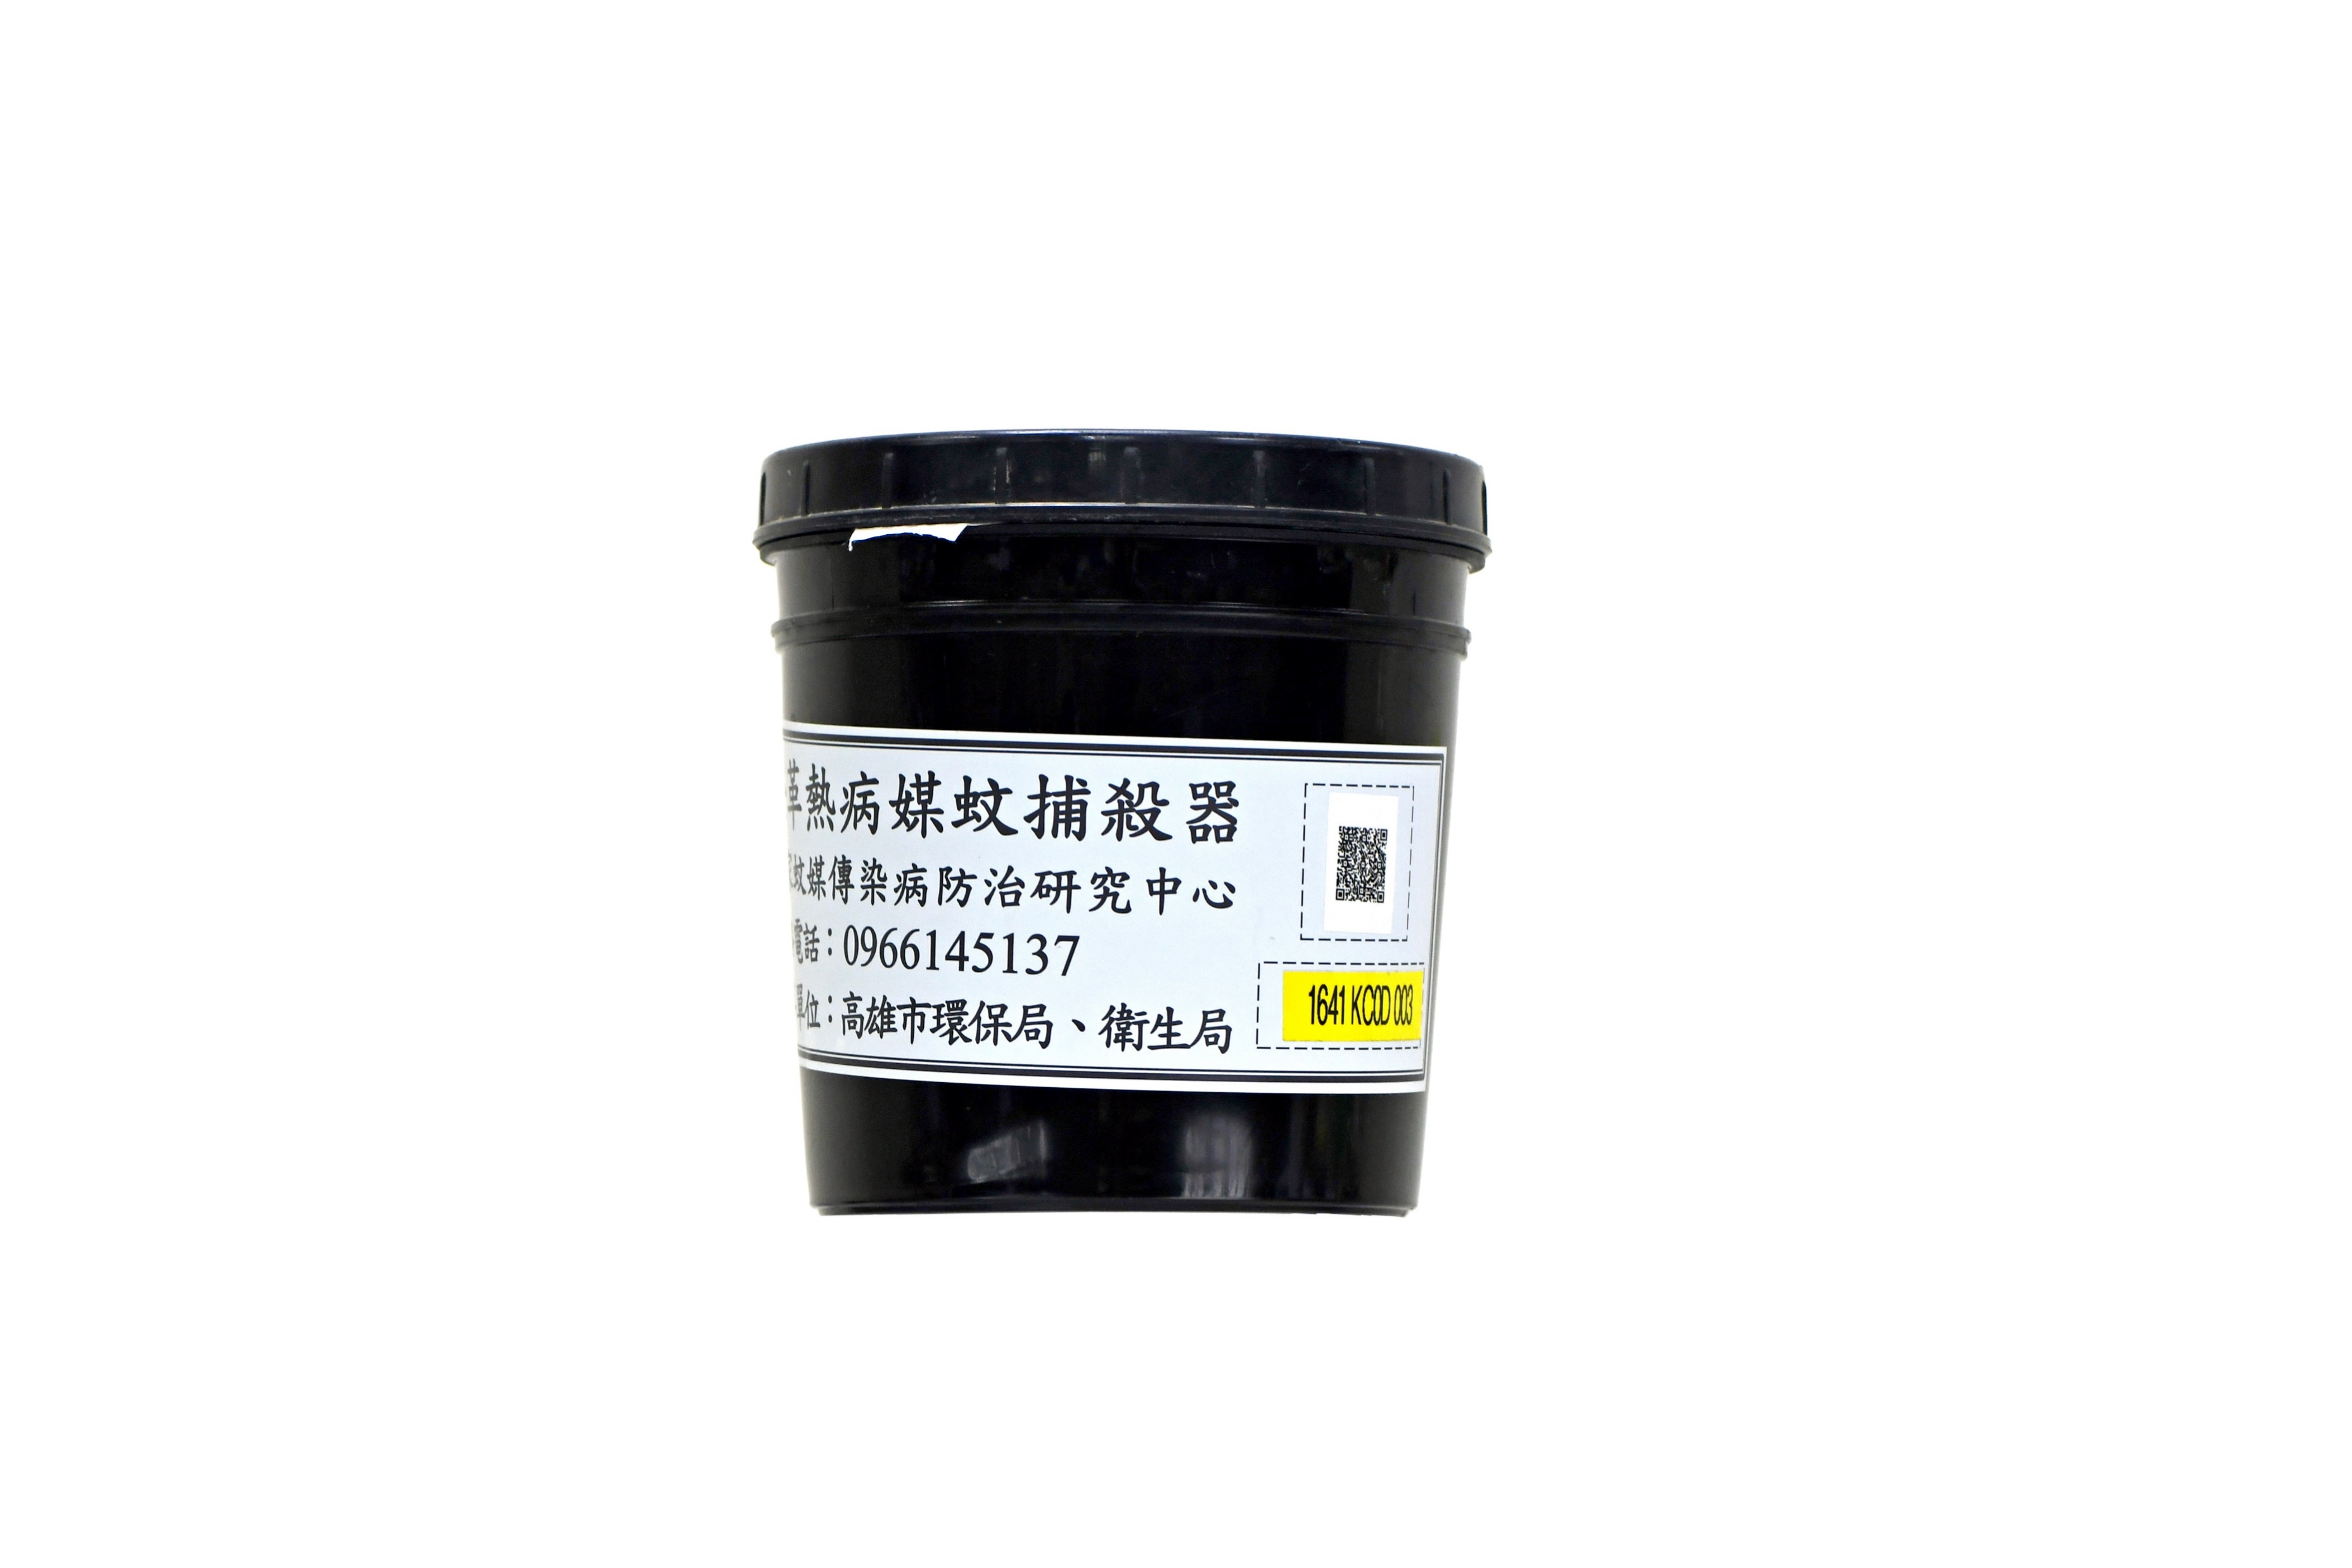 革熱病媒蚊捕殺器
蚊媒傳染病防治研究中心
電話：0966145137
單位：高雄市環保局、衛生局
1641 KC0D 003